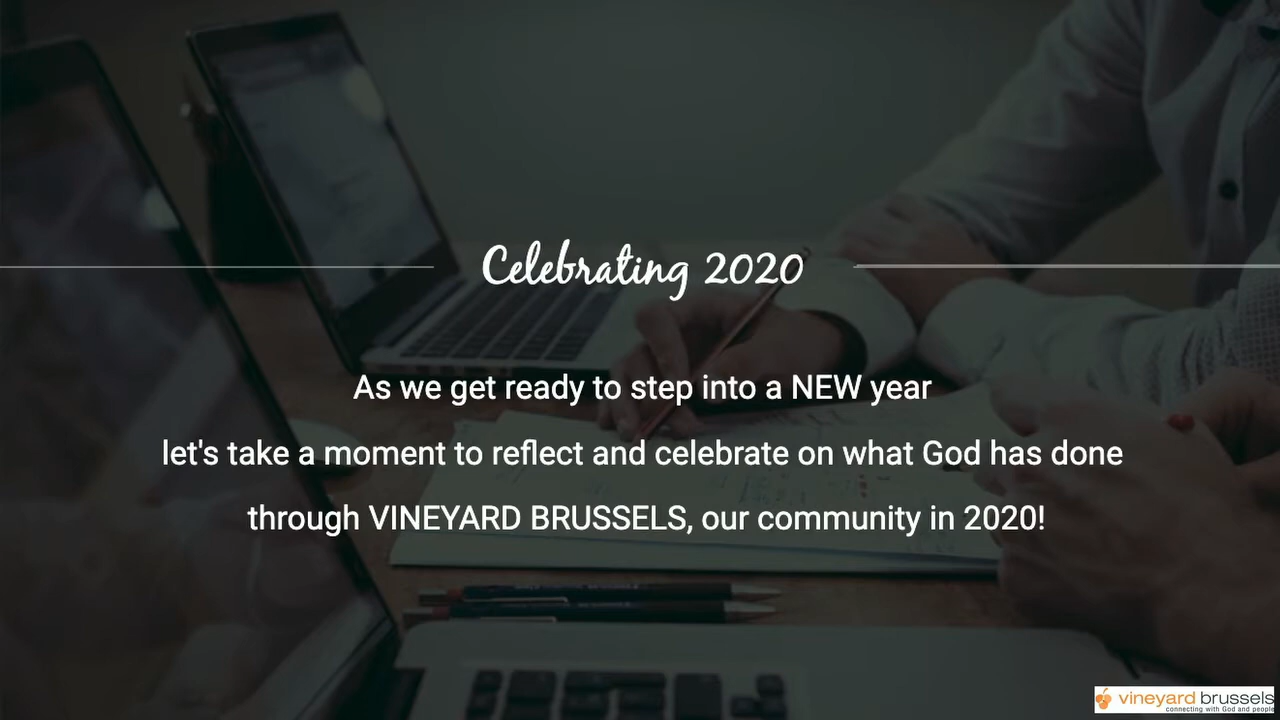 Celebrating 2020
As we get ready to step into a NEW year
let's take a moment to reflect and celebrate on what God has done
through VINEYARD BRUSSELS, our community in 2020!
vineyard brussels
connecting with God and people